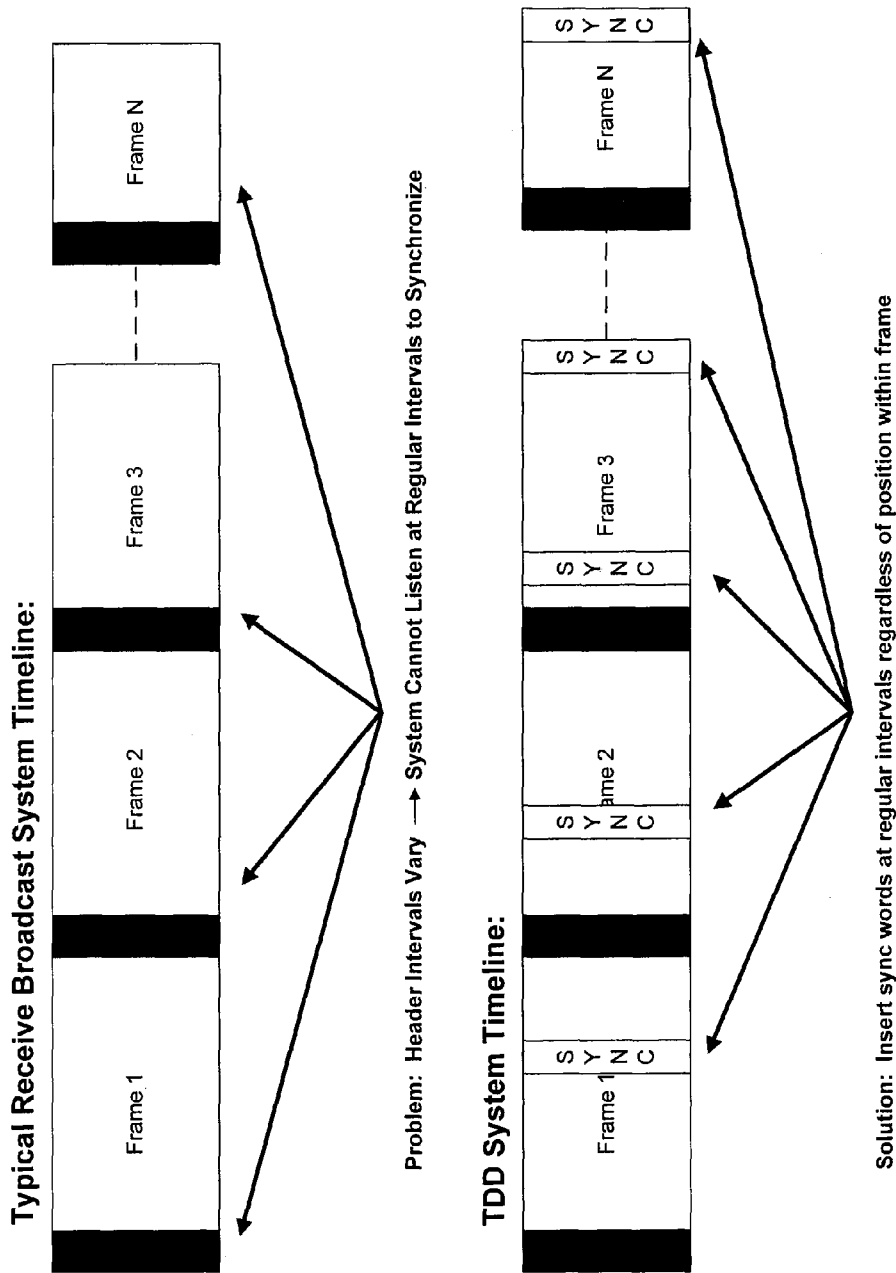 Typical Receive Broadcast System Timeline:
Frame 1
Frame 2
Frame 3
Frame N
Problem: Header Intervals Vary → System Cannot Listen at Regular Intervals to Synchronize
TDD System Timeline:
Frame 1
SYNC
ame 2
SYNC
Frame 3
SYNC
SYNC
Frame N
SYNC
Solution: Insert sync words at regular intervals regardless of position within frame